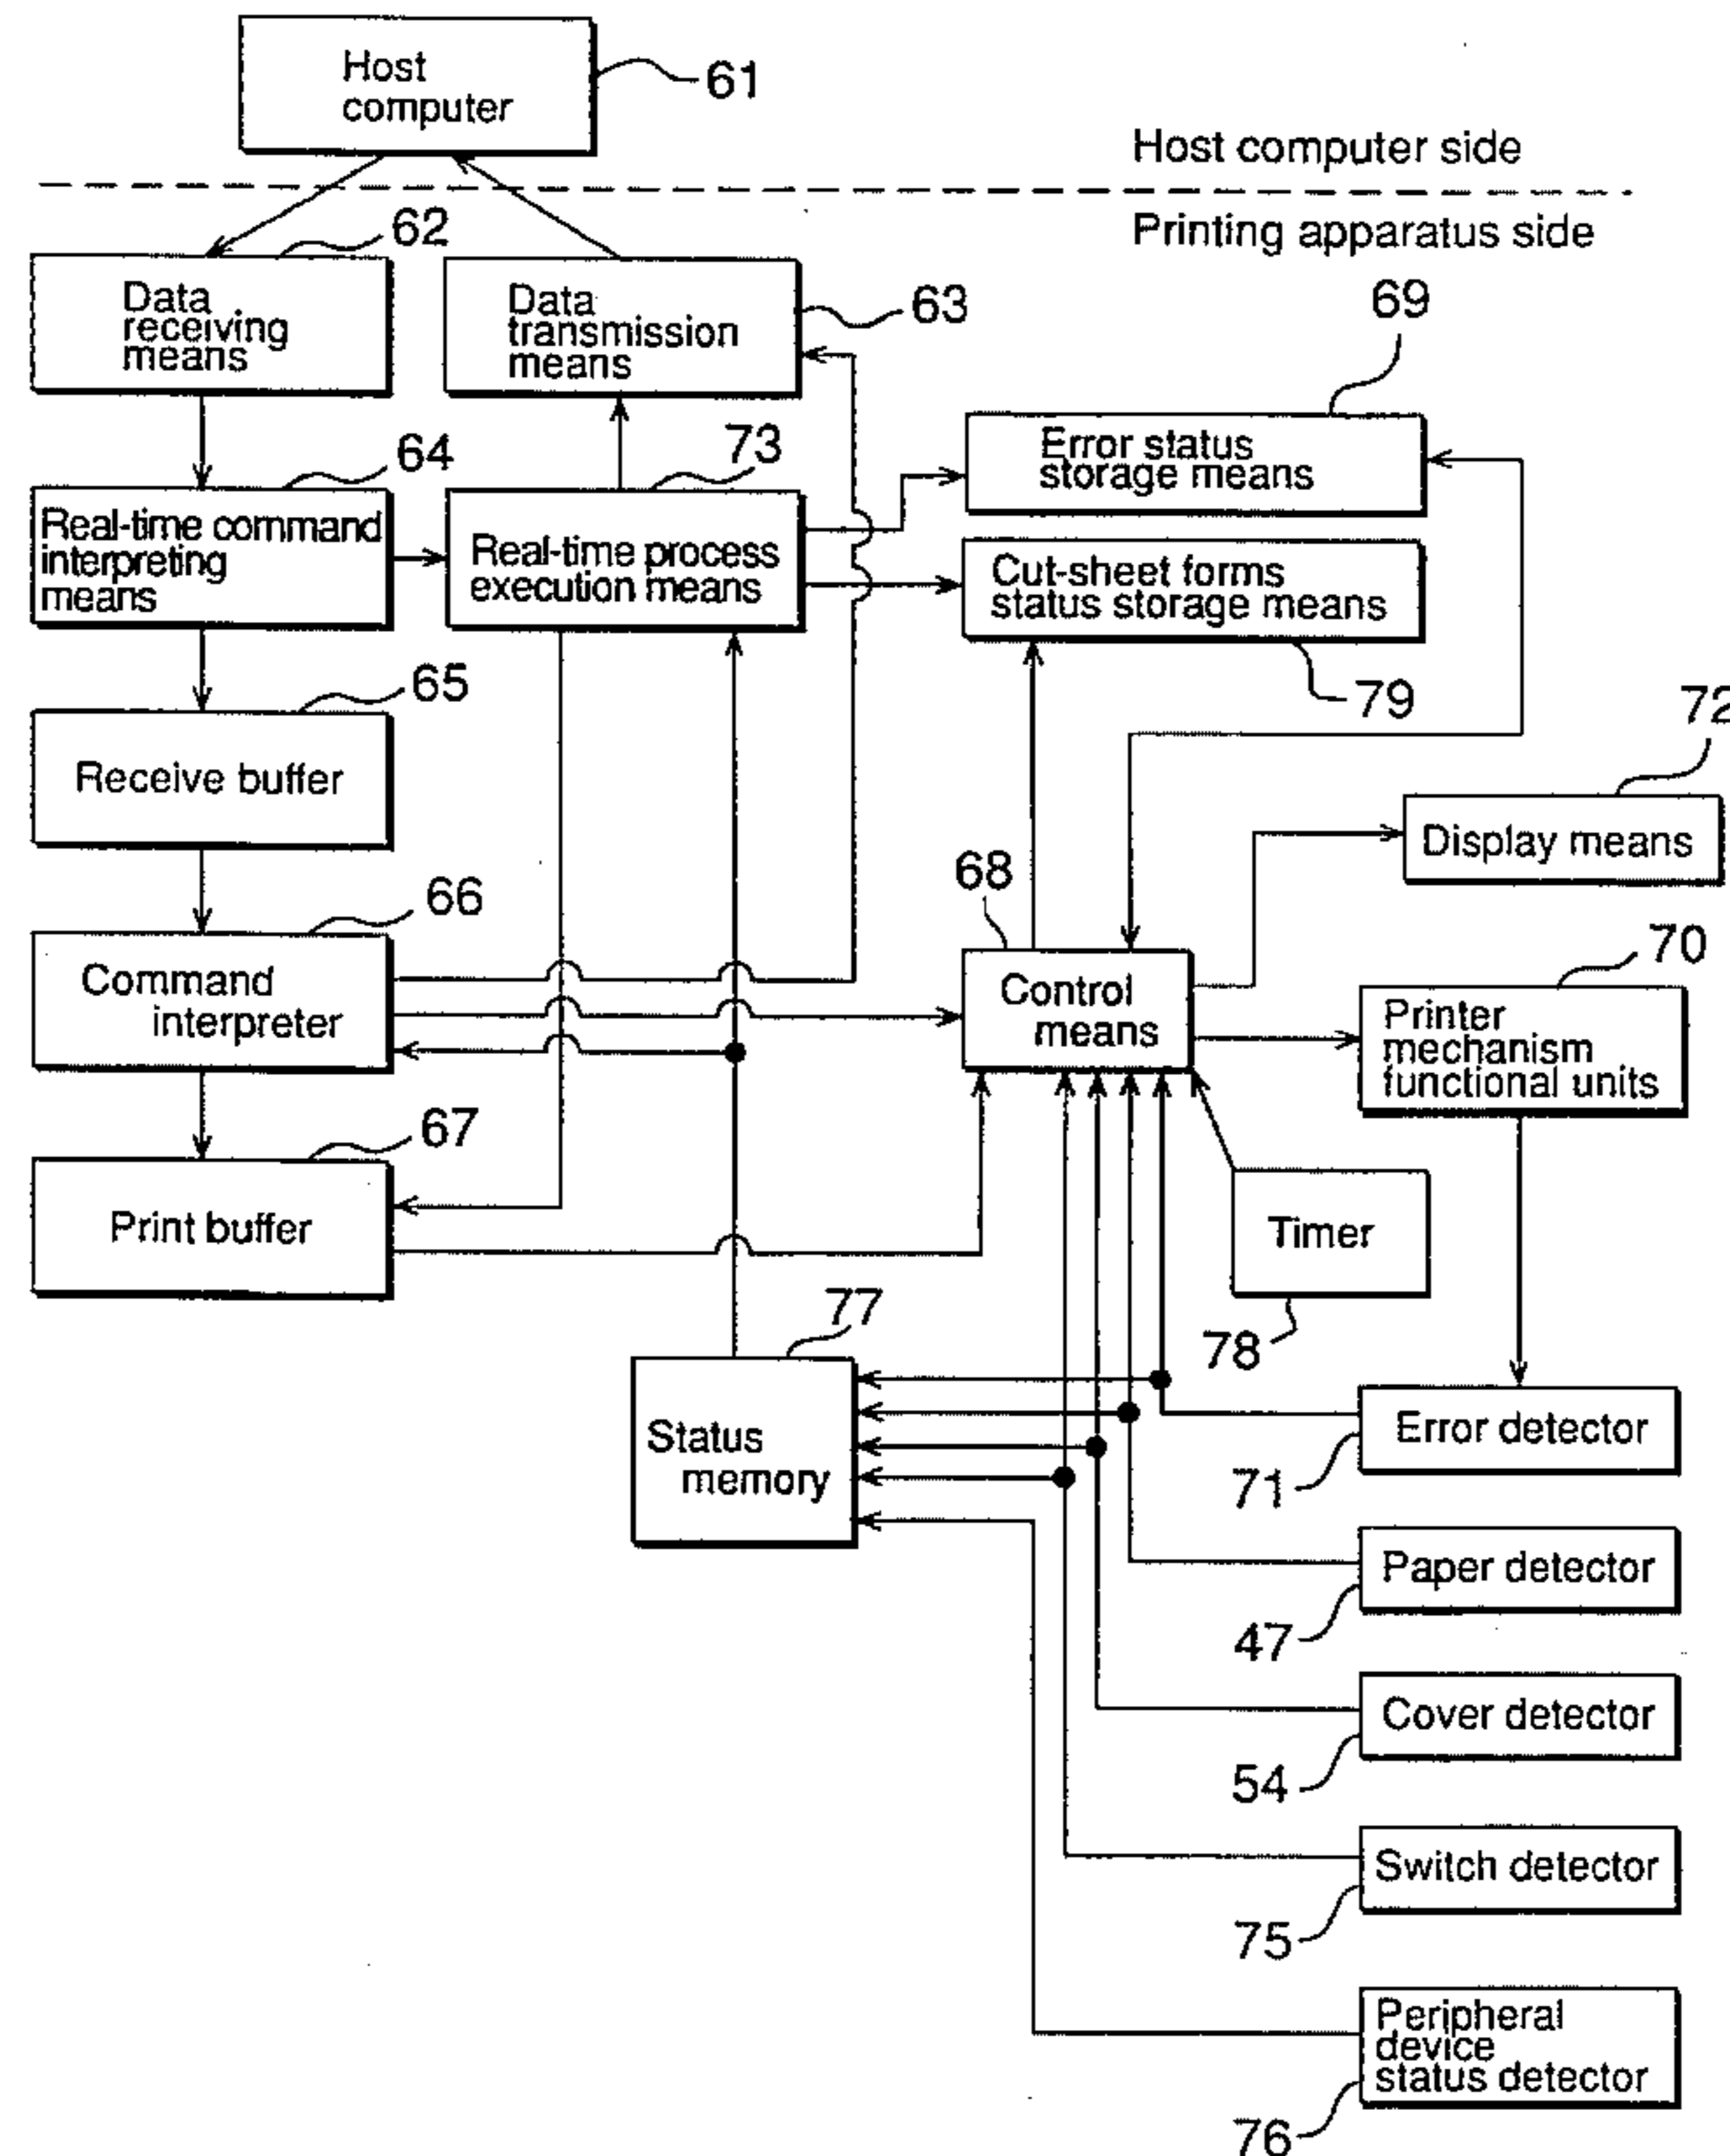 Host
computer
61
Host computer side
Printing apparatus side
62
Data
receiving
means
Data
transmission
means
63
69
Error status
storage means
64
Real-time command
interpreting
means
73
Real-time process
execution means
Cut-sheet forms
status storage means
79
65
Receive buffer
72
Display means
66
Command
interpreter
68
Control
means
70
Printer
mechanism
functional units
67
Print buffer
Timer
78
77
Status
memory
Error detector
71
Paper detector
47
Cover detector
54
Switch detector
75
Peripheral
device
status detector
76